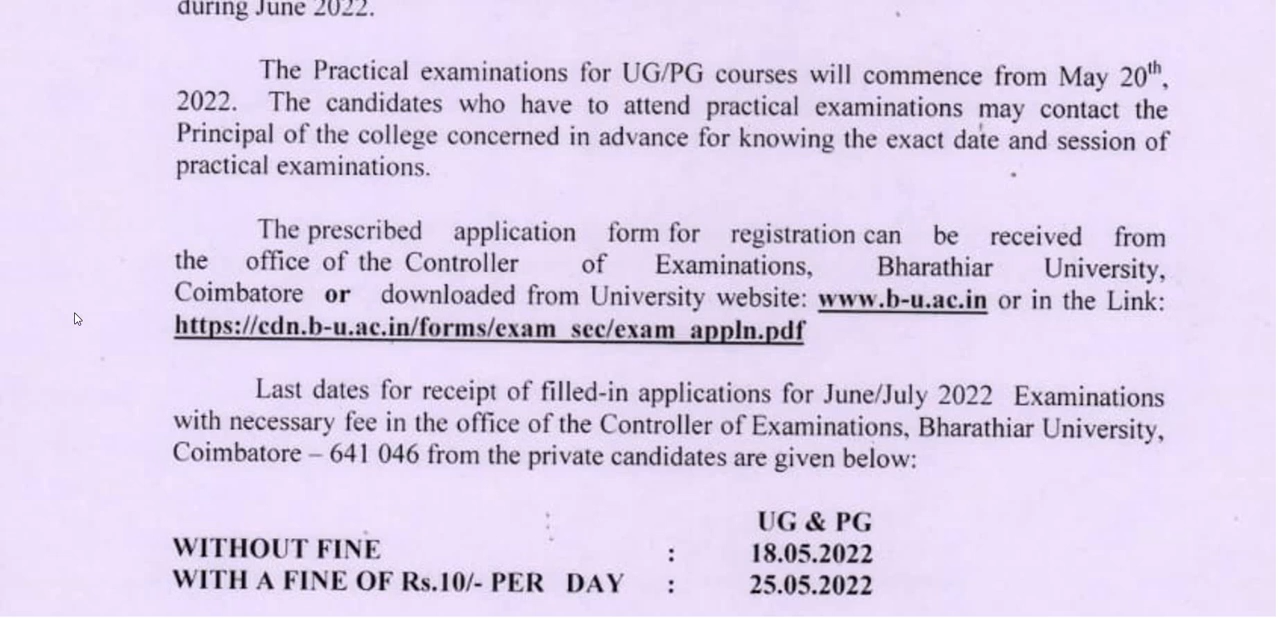 during June 2022.
The Practical examinations for UG/PG courses will commence from May 20th,
2022. The candidates who have to attend practical examinations may contact the
Principal of the college concerned in advance for knowing the exact date and session of
practical examinations.
The prescribed application form for registration can be received from
the office of the Controller of Examinations, Bharathiar University,
Coimbatore or downloaded from University website: www.b-u.ac.in or in the Link:
https://cdn.b-u.ac.in/forms/exam_sec/exam_appln.pdf
Last dates for receipt of filled-in applications for June/July 2022 Examinations
with necessary fee in the office of the Controller of Examinations, Bharathiar University,
Coimbatore – 641 046 from the private candidates are given below:
UG & PG
WITHOUT FINE : 18.05.2022
WITH A FINE OF Rs.10/- PER DAY : 25.05.2022